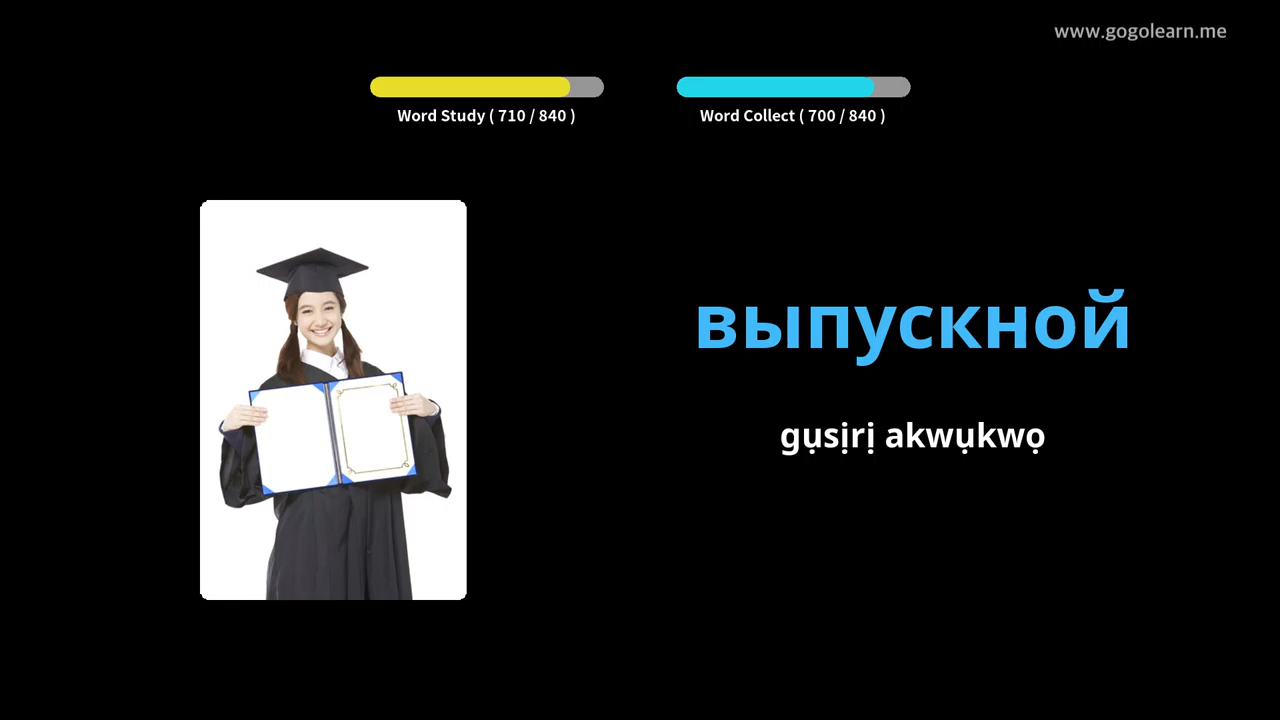 www.gogolearn.me
Word Study ( 710 / 840 )
Word Collect ( 700 / 840 )
выпускной
gụsịrị akwụkwọ